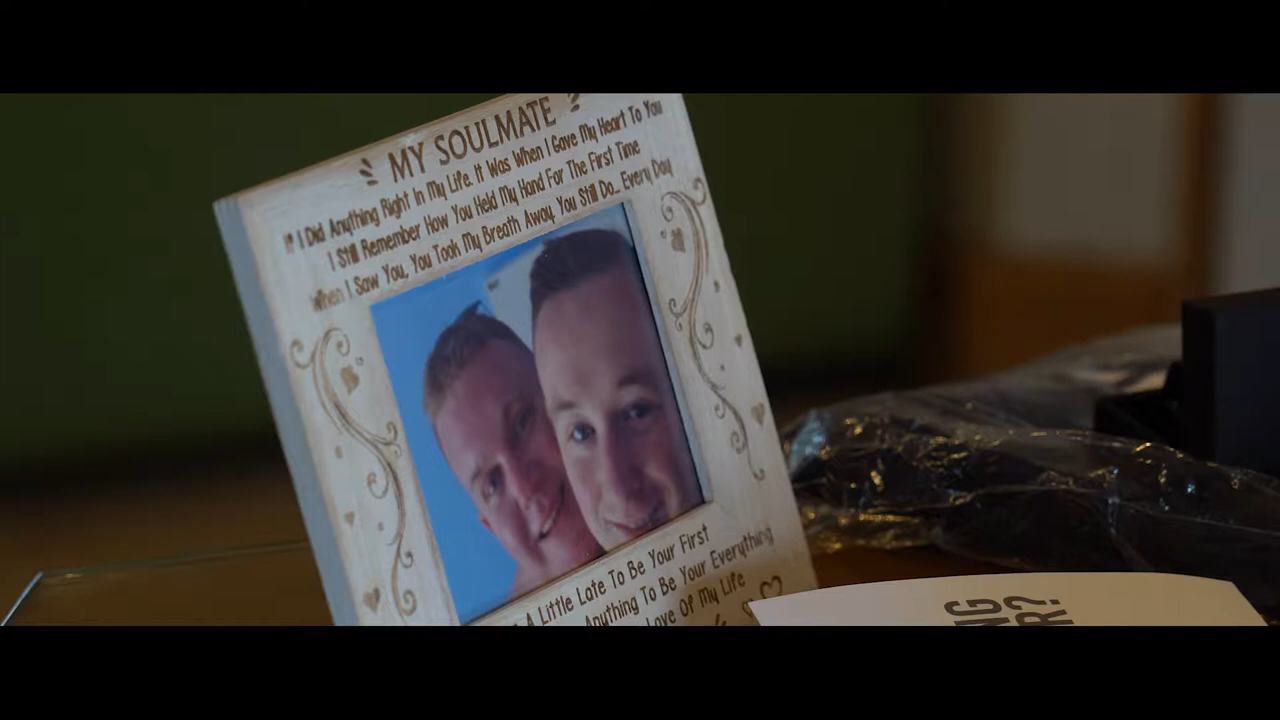 MY SOULMATE
If I Did Anything Right In My Life. It Was When I Gave My Heart To You
I Still Remember How You Held My Hand For The First Time
When I Saw You, You Took My Breath Away. You Still Do... Every Day
A Little Late To Be Your First
Anything To Be Your Everything
Love Of My Life